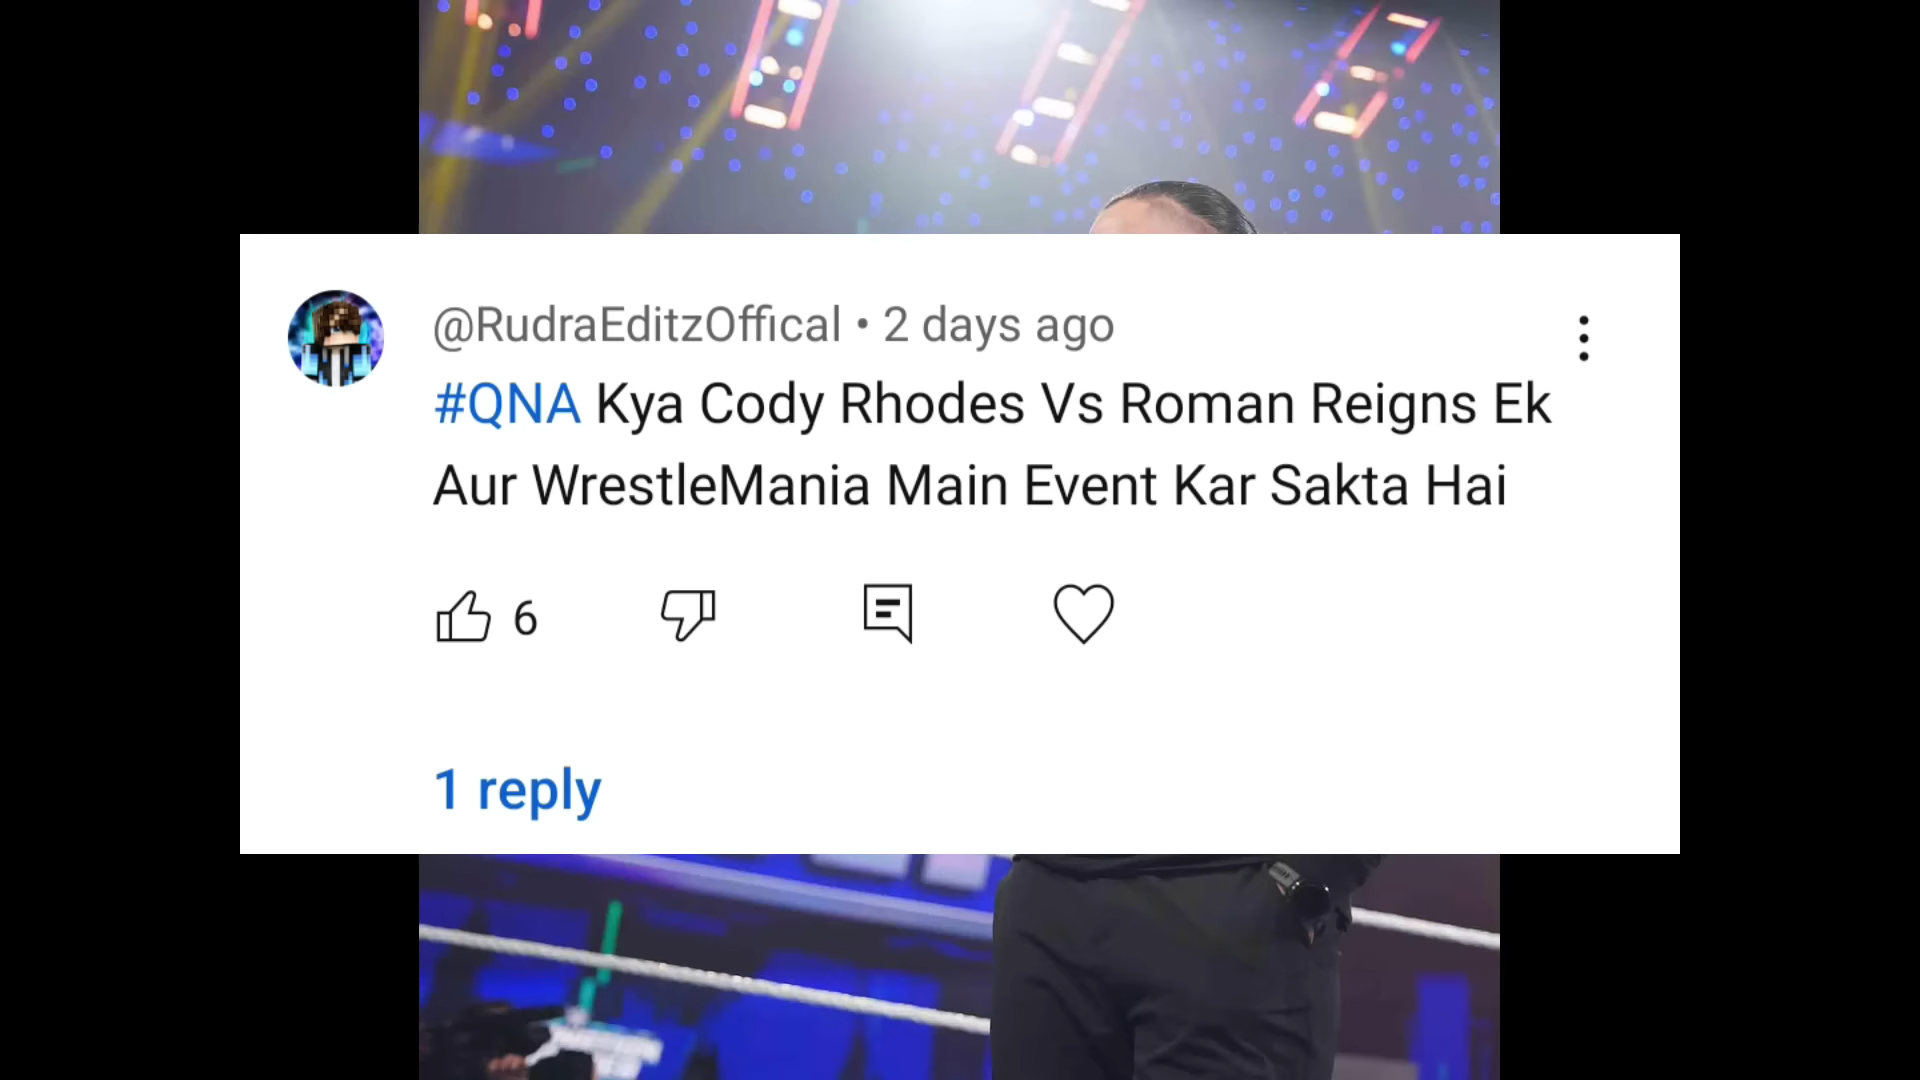 @RudraEditzOffical • 2 days ago
#QNA Kya Cody Rhodes Vs Roman Reigns Ek
Aur WrestleMania Main Event Kar Sakta Hai
6
1 reply